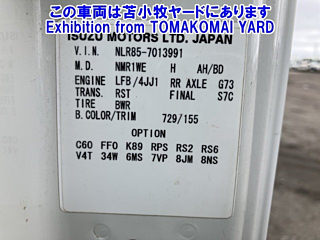 この車両は苫小牧ヤードにあります
Exhibition from TOMAKOMAI YARD
ISUZU MOTORS LTD. JAPAN
V.I.N. NLR85-7013991
M.D. NMR1WE H AH/BD
ENGINE LFB/4JJ1 RR AXLE G73
TRANS. RST FINAL S7C
TIRE BWR
B.COLOR/TRIM 729/155
OPTION
C60 FF0 K89 RPS RS2 RS6
V4T 34W 6MS 7VP 8JM 8NS